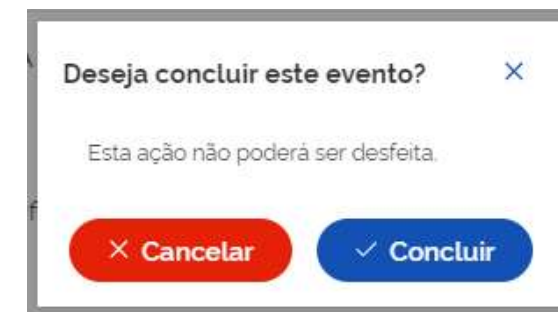 Deseja concluir este evento?
Esta ação não poderá ser desfeita.
Cancelar
Concluir